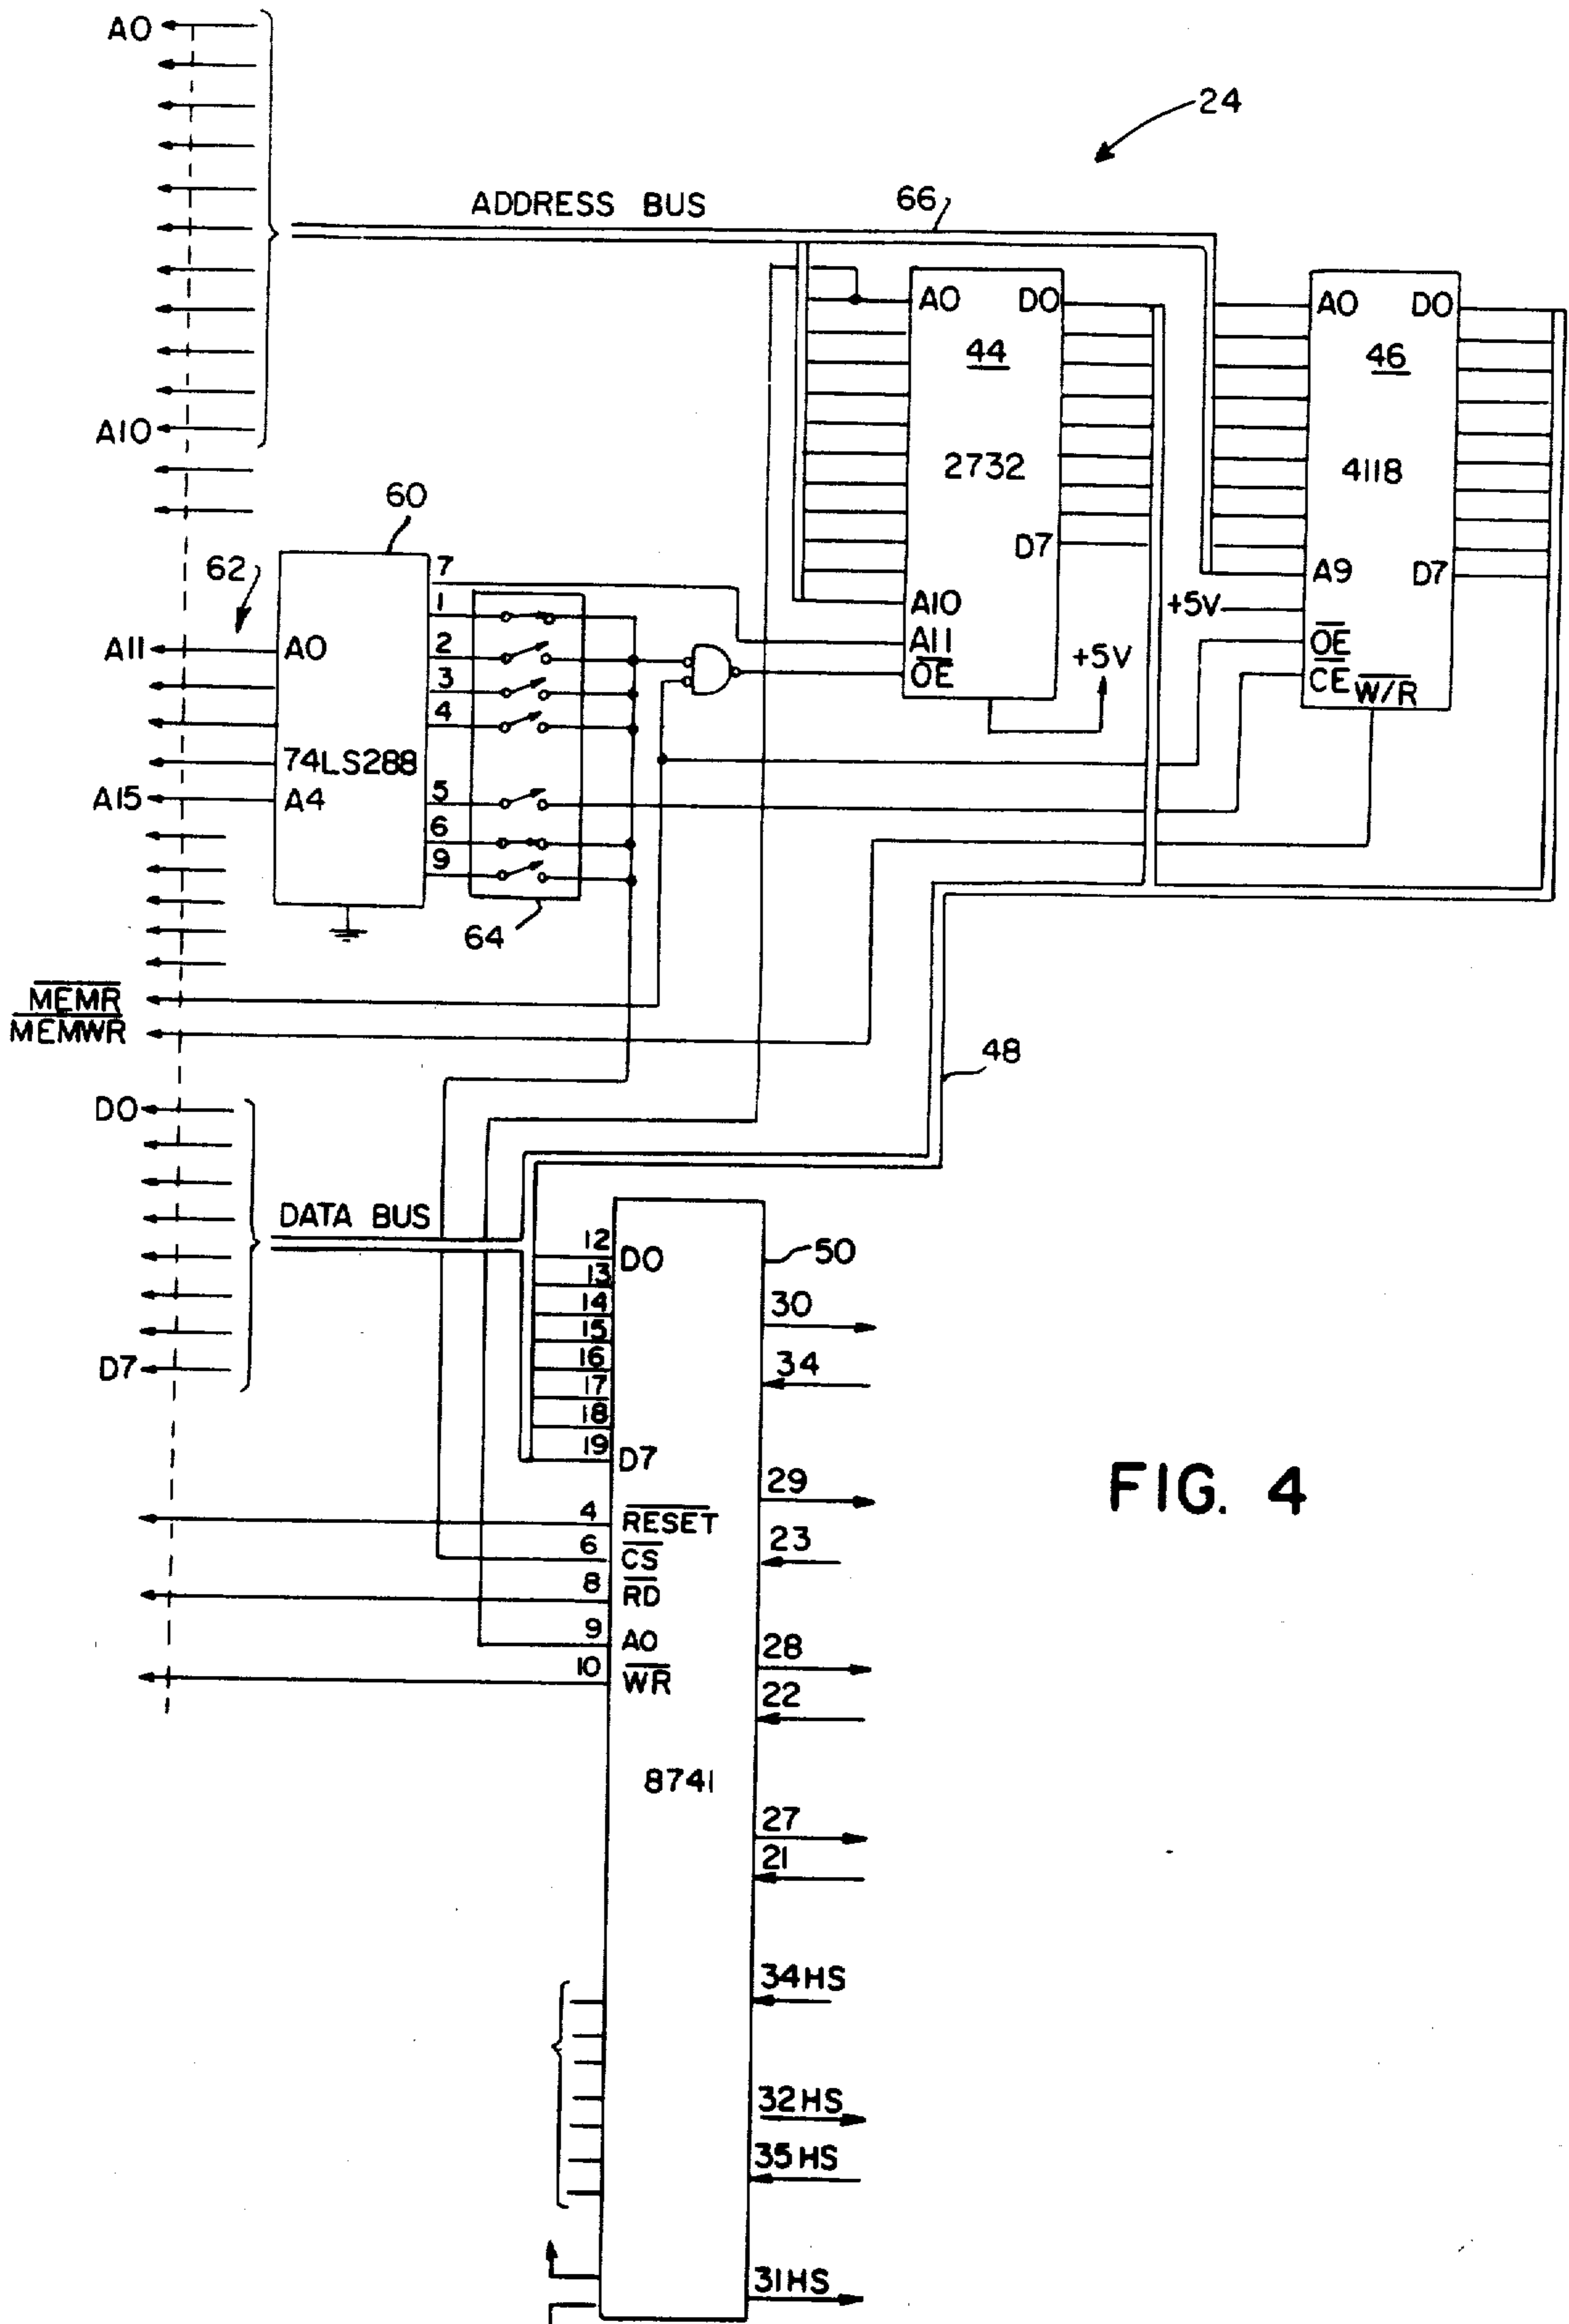 A0
24
ADDRESS BUS
66
A0 D0
44
2732
D7
A10
A11
OE
+5V
A0 D0
46
4118
A9 D7
+5V
OE
CE W/R
A10
60
62
A11
A0
74LS288
A15
A4
7
1
2
3
4
5
6
9
64
MEMR
MEMWR
48
D0
DATA BUS
D7
12 D0
13
14
15
16
17
18
19 D7
4 RESET
6 CS
8 RD
9 A0
10 WR
8741
50
30
34
29
23
28
22
27
21
34HS
32HS
35HS
31HS
FIG. 4